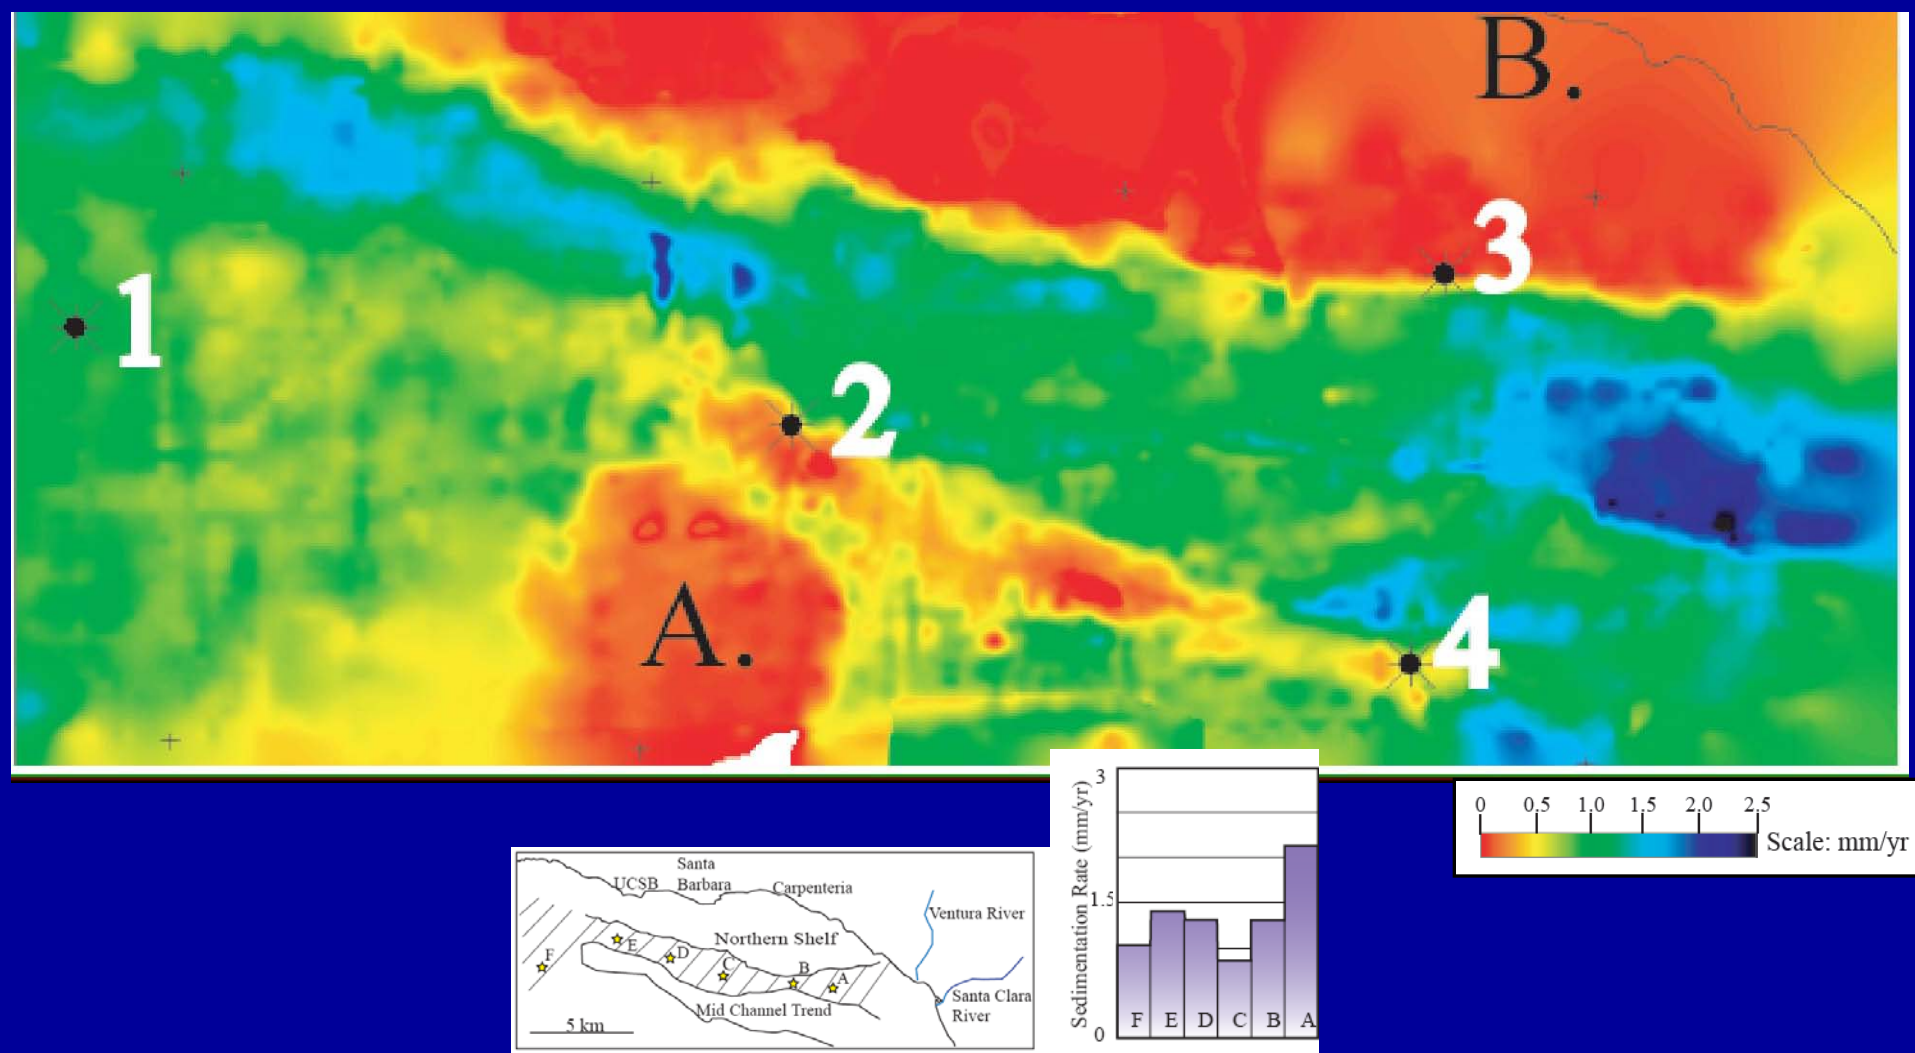 B.
3
1
2
A.
4
3
1.5
0
Sedimentation Rate (mm/yr)
F E D C B A
0 0.5 1.0 1.5 2.0 2.5
Scale: mm/yr
Santa
Barbara
UCSB
Carpenteria
Ventura River
Northern Shelf
E
D
F
C
B
A
Santa Clara
River
Mid Channel Trend
5 km